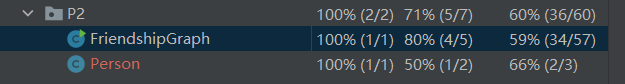 P2 100% (2/2) 71% (5/7) 60% (36/60)
FriendshipGraph 100% (1/1) 80% (4/5) 59% (34/57)
Person 100% (1/1) 50% (1/2) 66% (2/3)